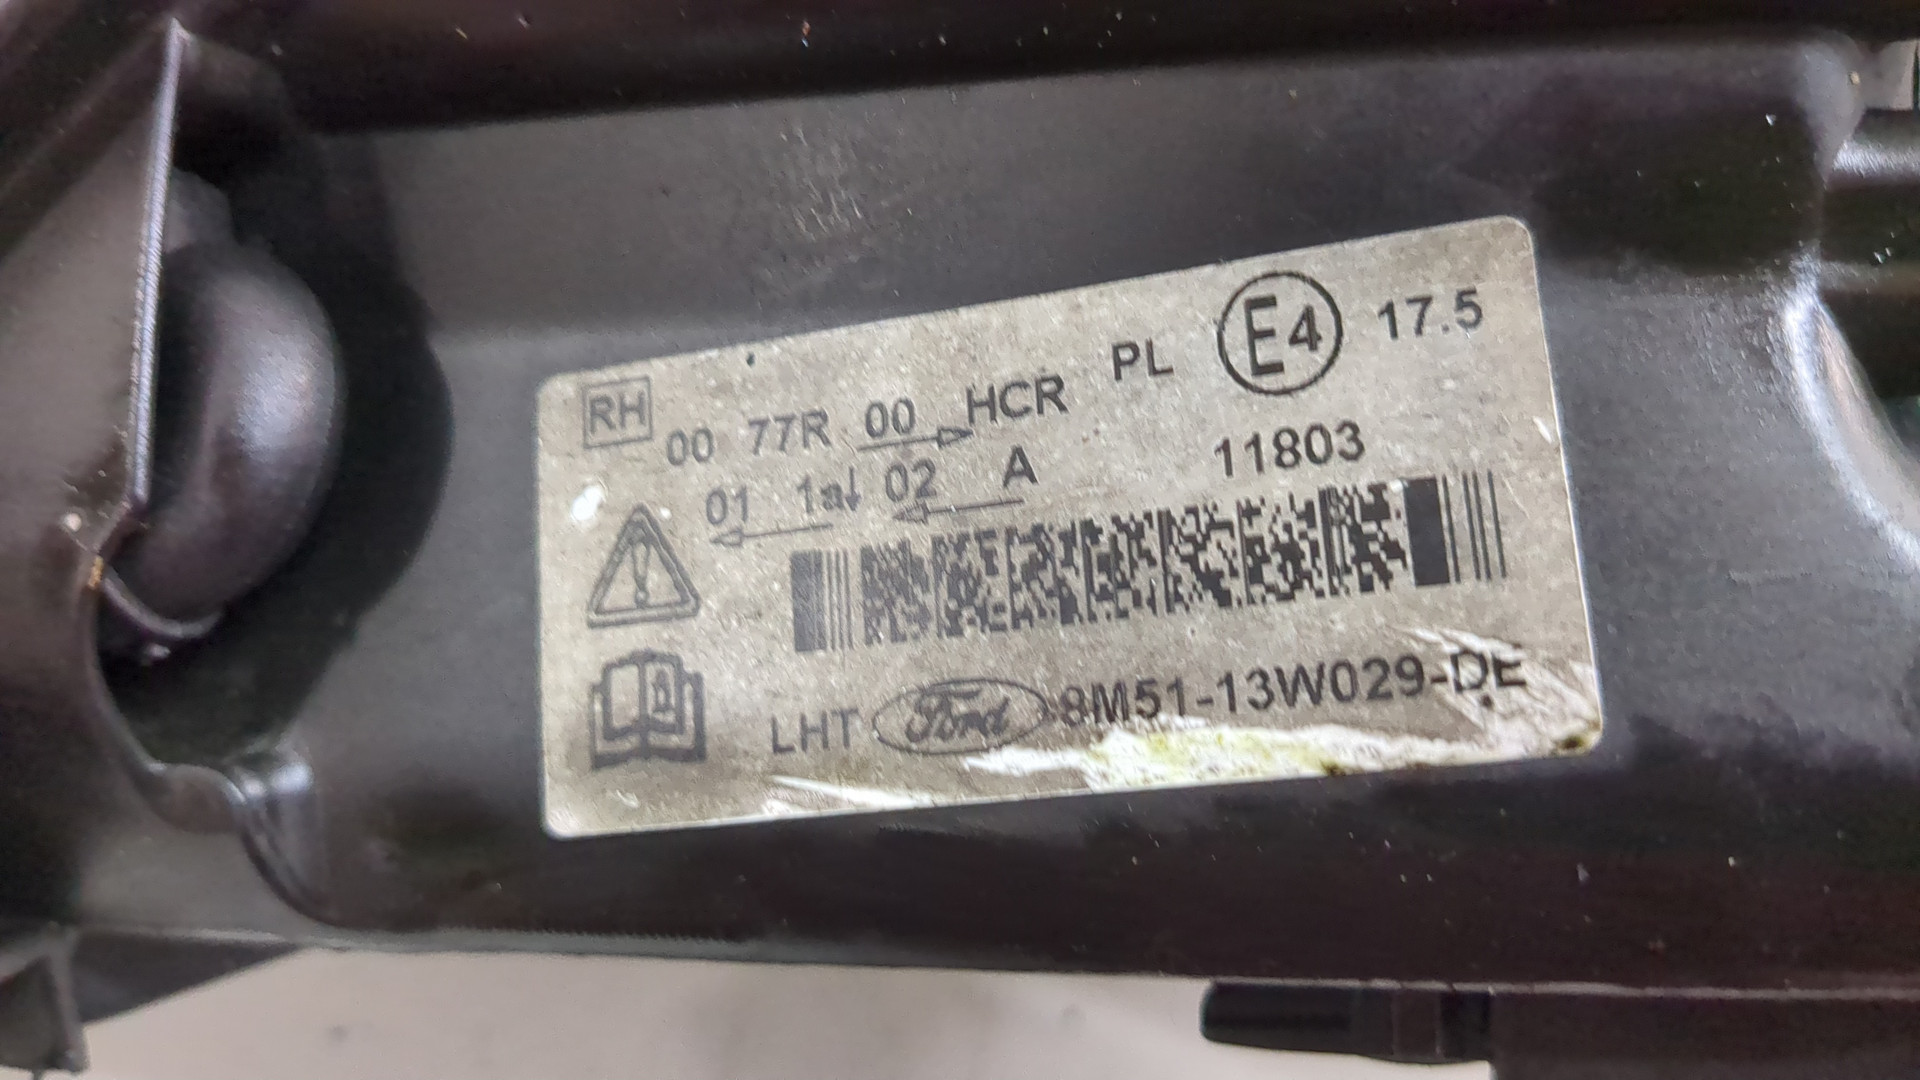 RH 00 77R 00 HCR PL E4 17.5
01 1a 02 A 11803
LHT Ford 8M51-13W029-DE